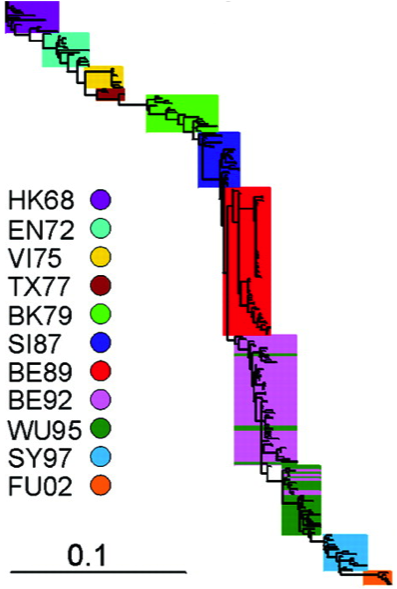 HK68
EN72
VI75
TX77
BK79
SI87
BE89
BE92
WU95
SY97
FU02
0.1